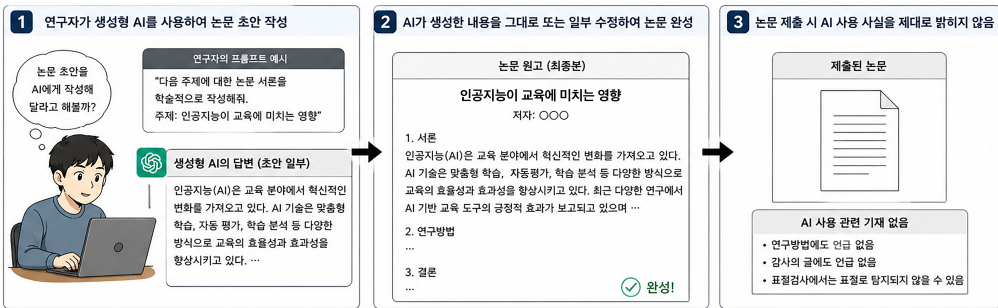 1 연구자가 생성형 AI를 사용하여 논문 초안 작성
논문 초안을
AI에게 작성해
달라고 해볼까?
연구자의 프롬프트 예시
"다음 주제에 대한 논문 서론을
학술적으로 작성해줘.
주제: 인공지능이 교육에 미치는 영향"
생성형 AI의 답변 (초안 일부)
인공지능(AI)은 교육 분야에서 혁신적인
변화를 가져오고 있다. AI 기술은 맞춤형
학습, 자동 평가, 학습 분석 등 다양한
방식으로 교육의 효율성과 효과성을
향상시키고 있다. …
2 AI가 생성한 내용을 그대로 또는 일부 수정하여 논문 완성
논문 원고 (최종분)
인공지능이 교육에 미치는 영향
저자: ○○○
1. 서론
인공지능(AI)은 교육 분야에서 혁신적인 변화를 가져오고 있다.
AI 기술은 맞춤형 학습, 자동평가, 학습 분석 등 다양한 방식으로
교육의 효율성과 효과성을 향상시키고 있다. 최근 다양한 연구에서
AI 기반 교육 도구의 긍정적 효과가 보고되고 있으며 …
2. 연구방법
…
3. 결론
…
완성!
3 논문 제출 시 AI 사용 사실을 제대로 밝히지 않음
제출된 논문
AI 사용 관련 기재 없음
• 연구방법에도 언급 없음
• 감사의 글에도 언급 없음
• 표절검사에서는 표절로 탐지되지 않을 수 있음